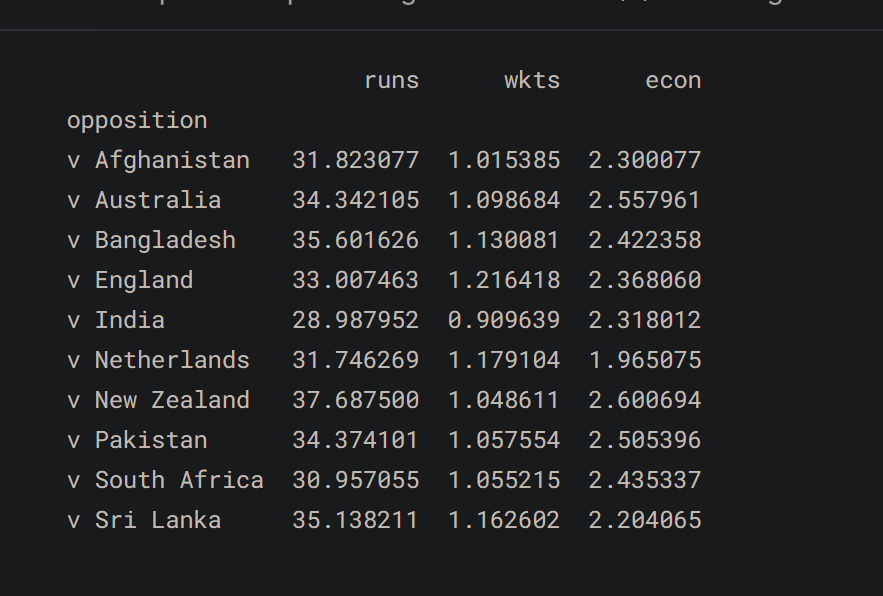 runs wkts econ
opposition
v Afghanistan 31.823077 1.015385 2.300077
v Australia 34.342105 1.098684 2.557961
v Bangladesh 35.601626 1.130081 2.422358
v England 33.007463 1.216418 2.368060
v India 28.987952 0.909639 2.318012
v Netherlands 31.746269 1.179104 1.965075
v New Zealand 37.687500 1.048611 2.600694
v Pakistan 34.374101 1.057554 2.505396
v South Africa 30.957055 1.055215 2.435337
v Sri Lanka 35.138211 1.162602 2.204065